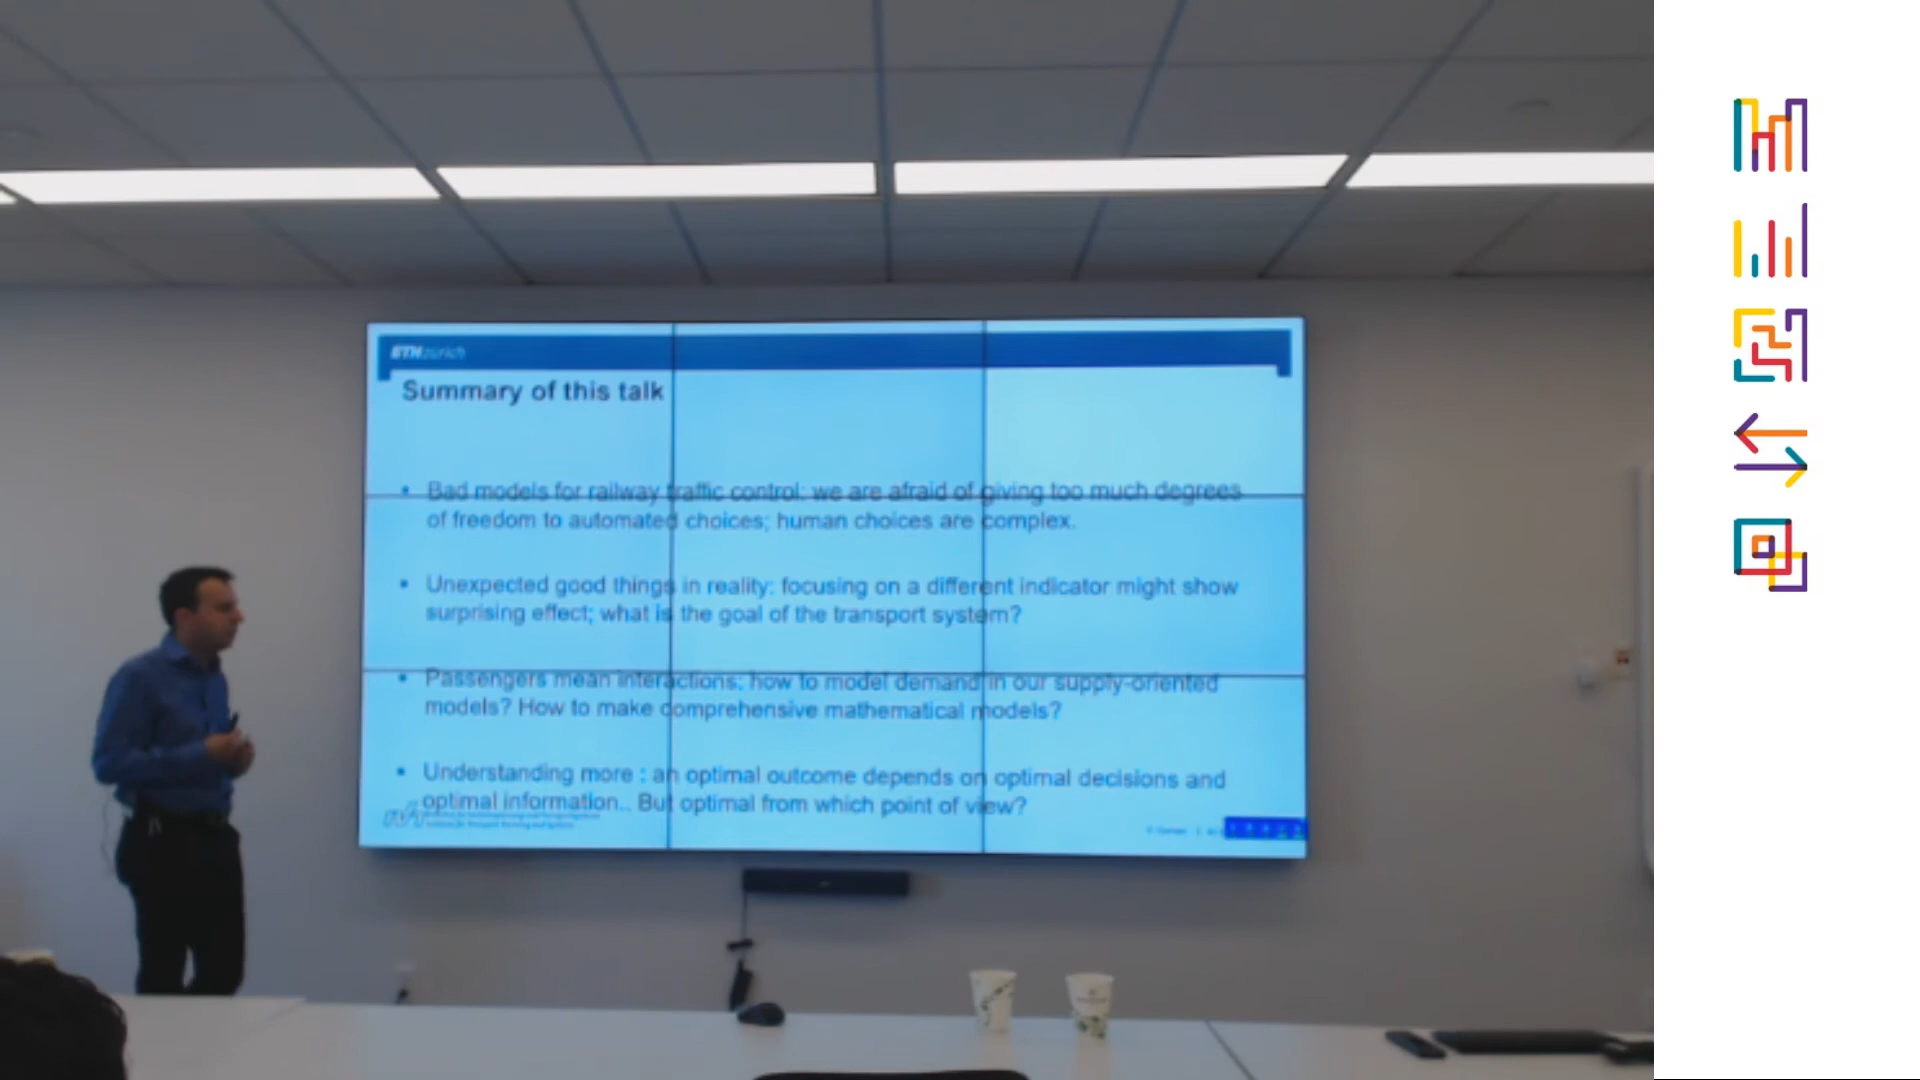 ETHzürich
Summary of this talk
• Bad models for railway traffic control: we are afraid of giving too much degrees
of freedom to automated choices; human choices are complex.
• Unexpected good things in reality: focusing on a different indicator might show
surprising effect; what is the goal of the transport system?
• Passengers mean interactions: how to model demand in our supply-oriented
models? How to make comprehensive mathematical models?
• Understanding more : an optimal outcome depends on optimal decisions and
optimal information.. But optimal from which point of view?